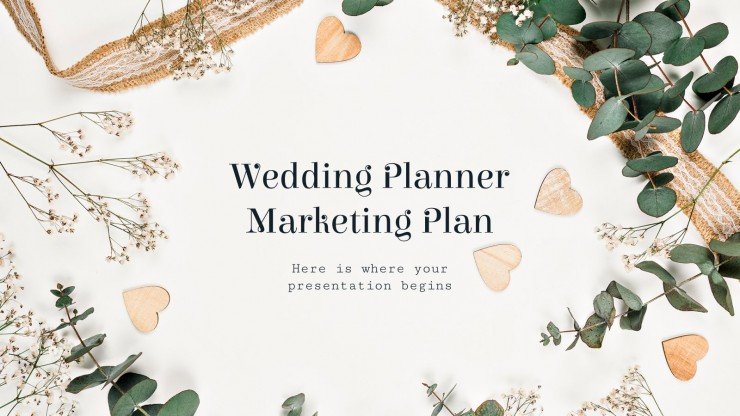 Wedding Planner
Marketing Plan
Here is where your
presentation begins